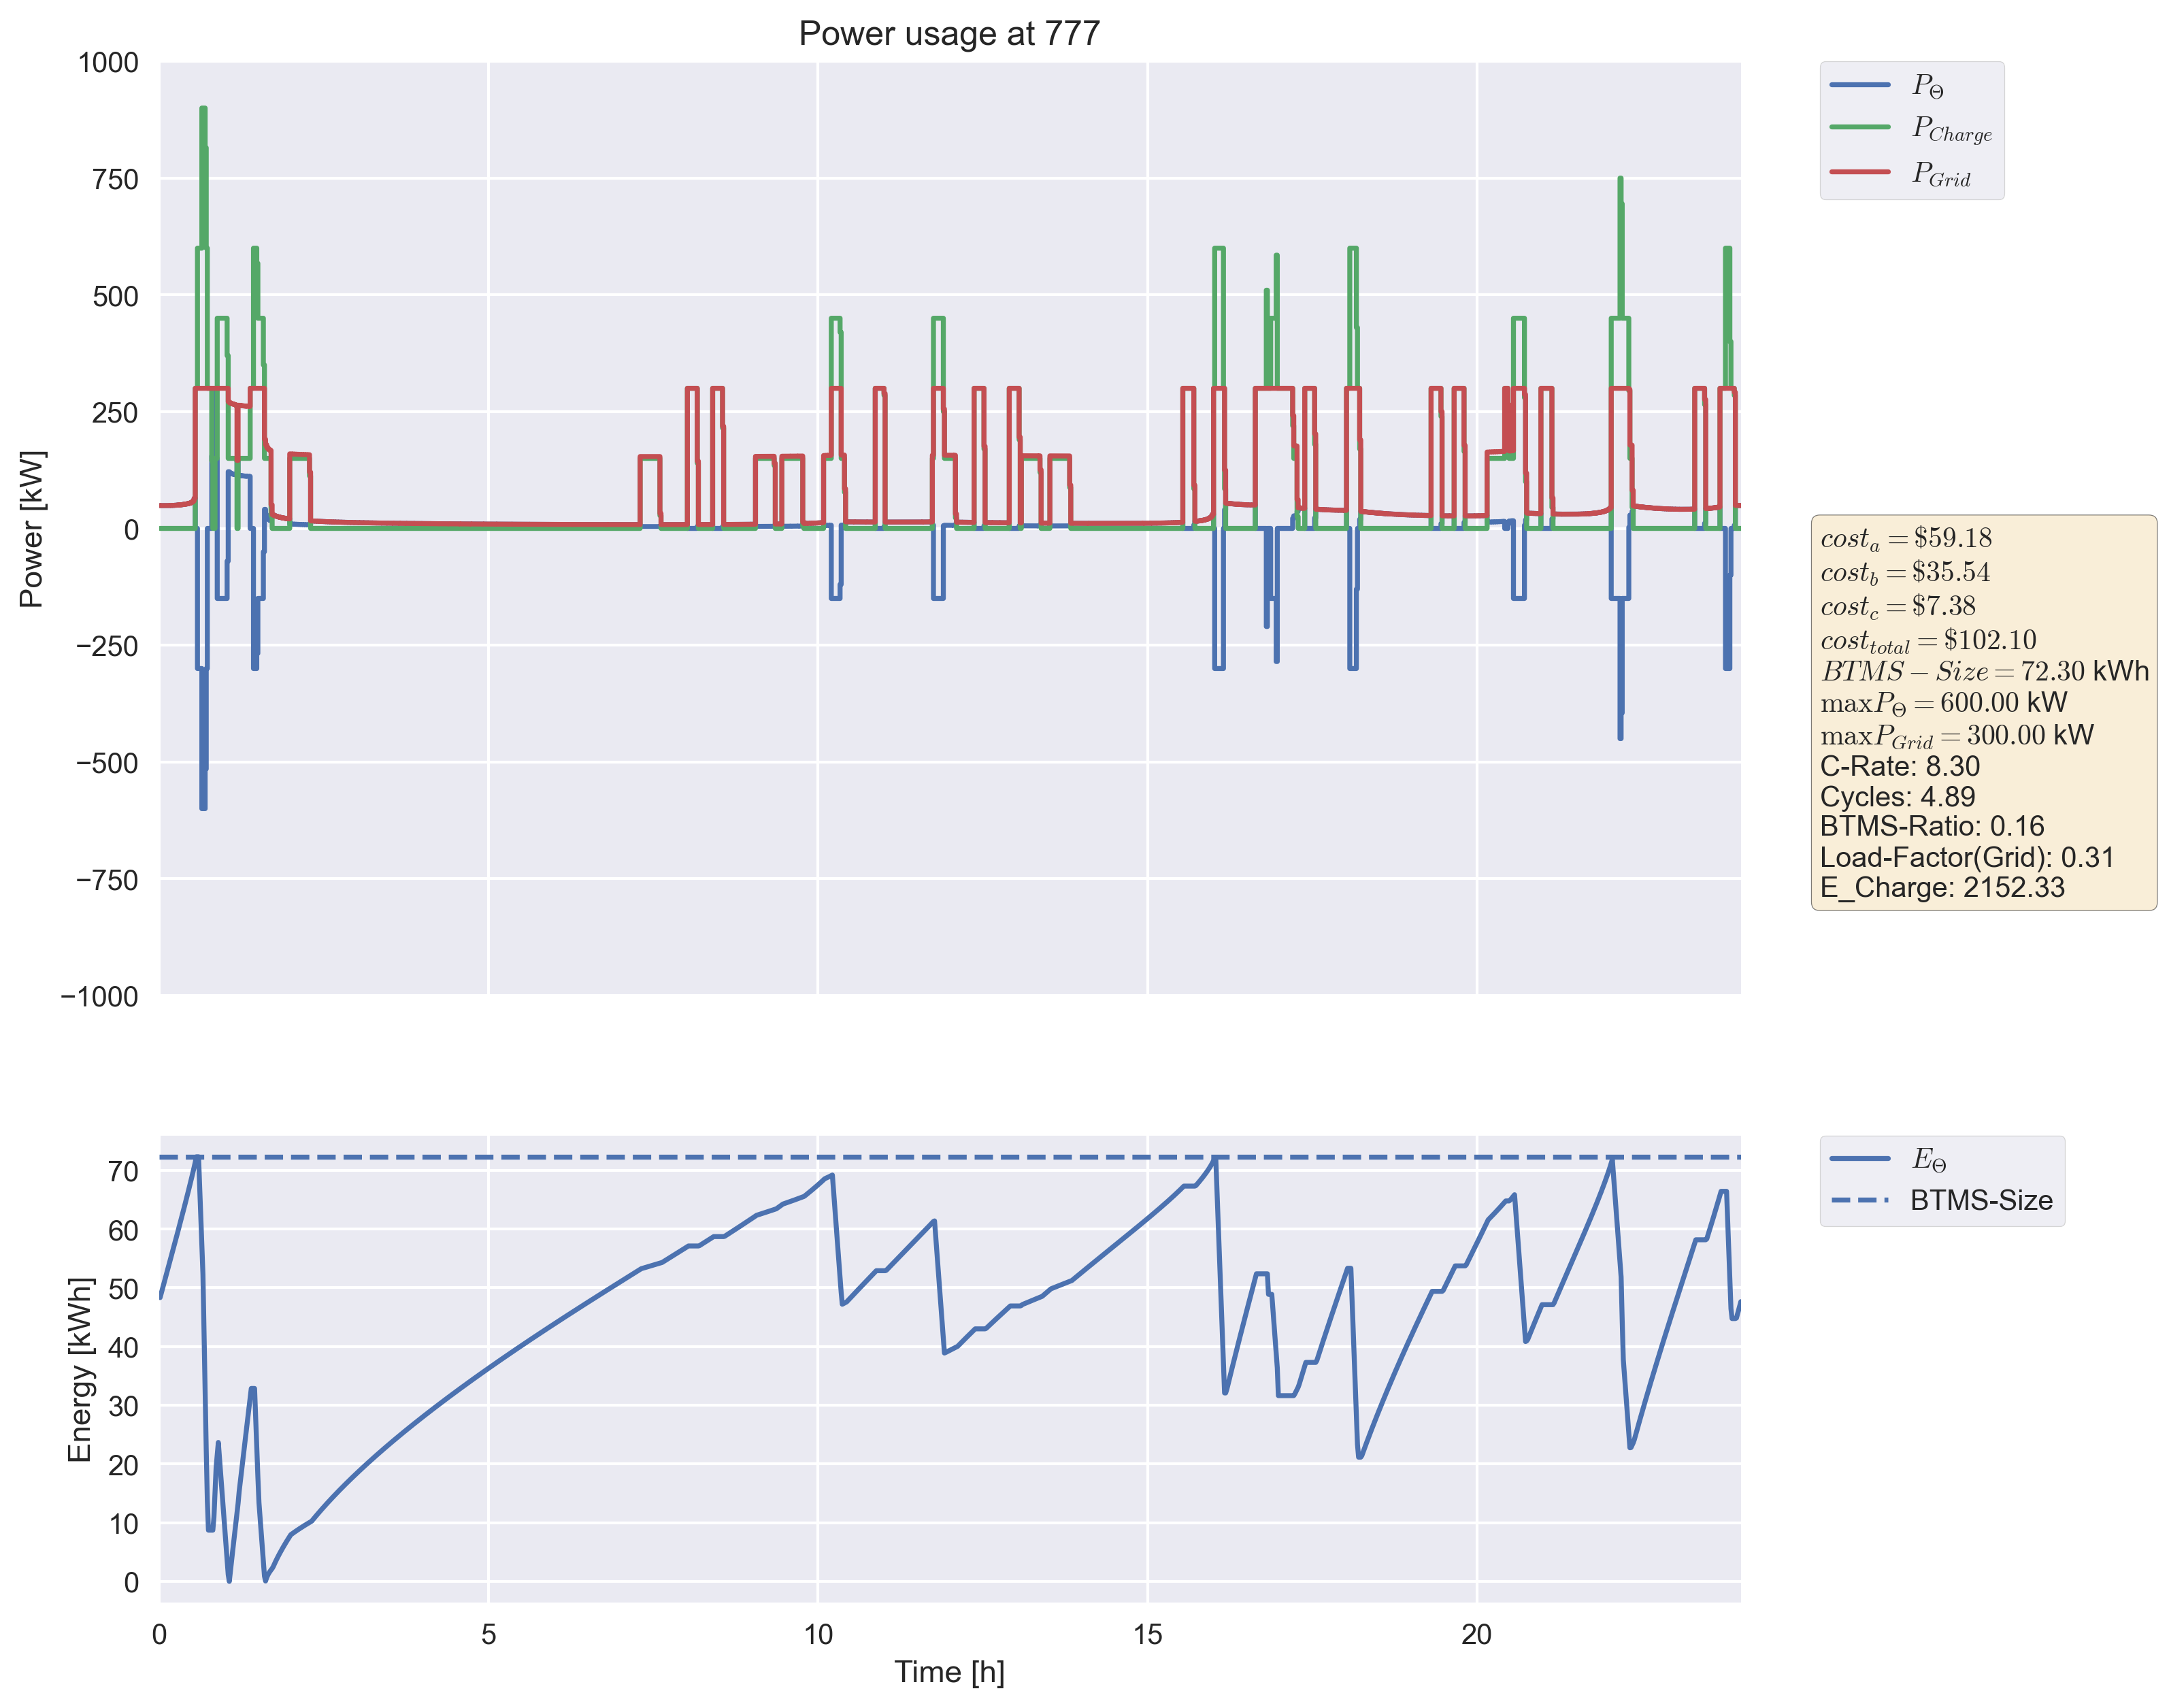 Power usage at 777
1000
750
500
250
0
−250
−500
−750
−1000
Power [kW]
P_Θ
P_Charge
P_Grid
cost_a = $59.18
cost_b = $35.54
cost_c = $7.38
cost_total = $102.10
BTMS − Size = 72.30 kWh
maxP_Θ = 600.00 kW
maxP_Grid = 300.00 kW
C-Rate: 8.30
Cycles: 4.89
BTMS-Ratio: 0.16
Load-Factor(Grid): 0.31
E_Charge: 2152.33
70
60
50
40
30
20
10
0
Energy [kWh]
E_Θ
BTMS-Size
0 5 10 15 20
Time [h]